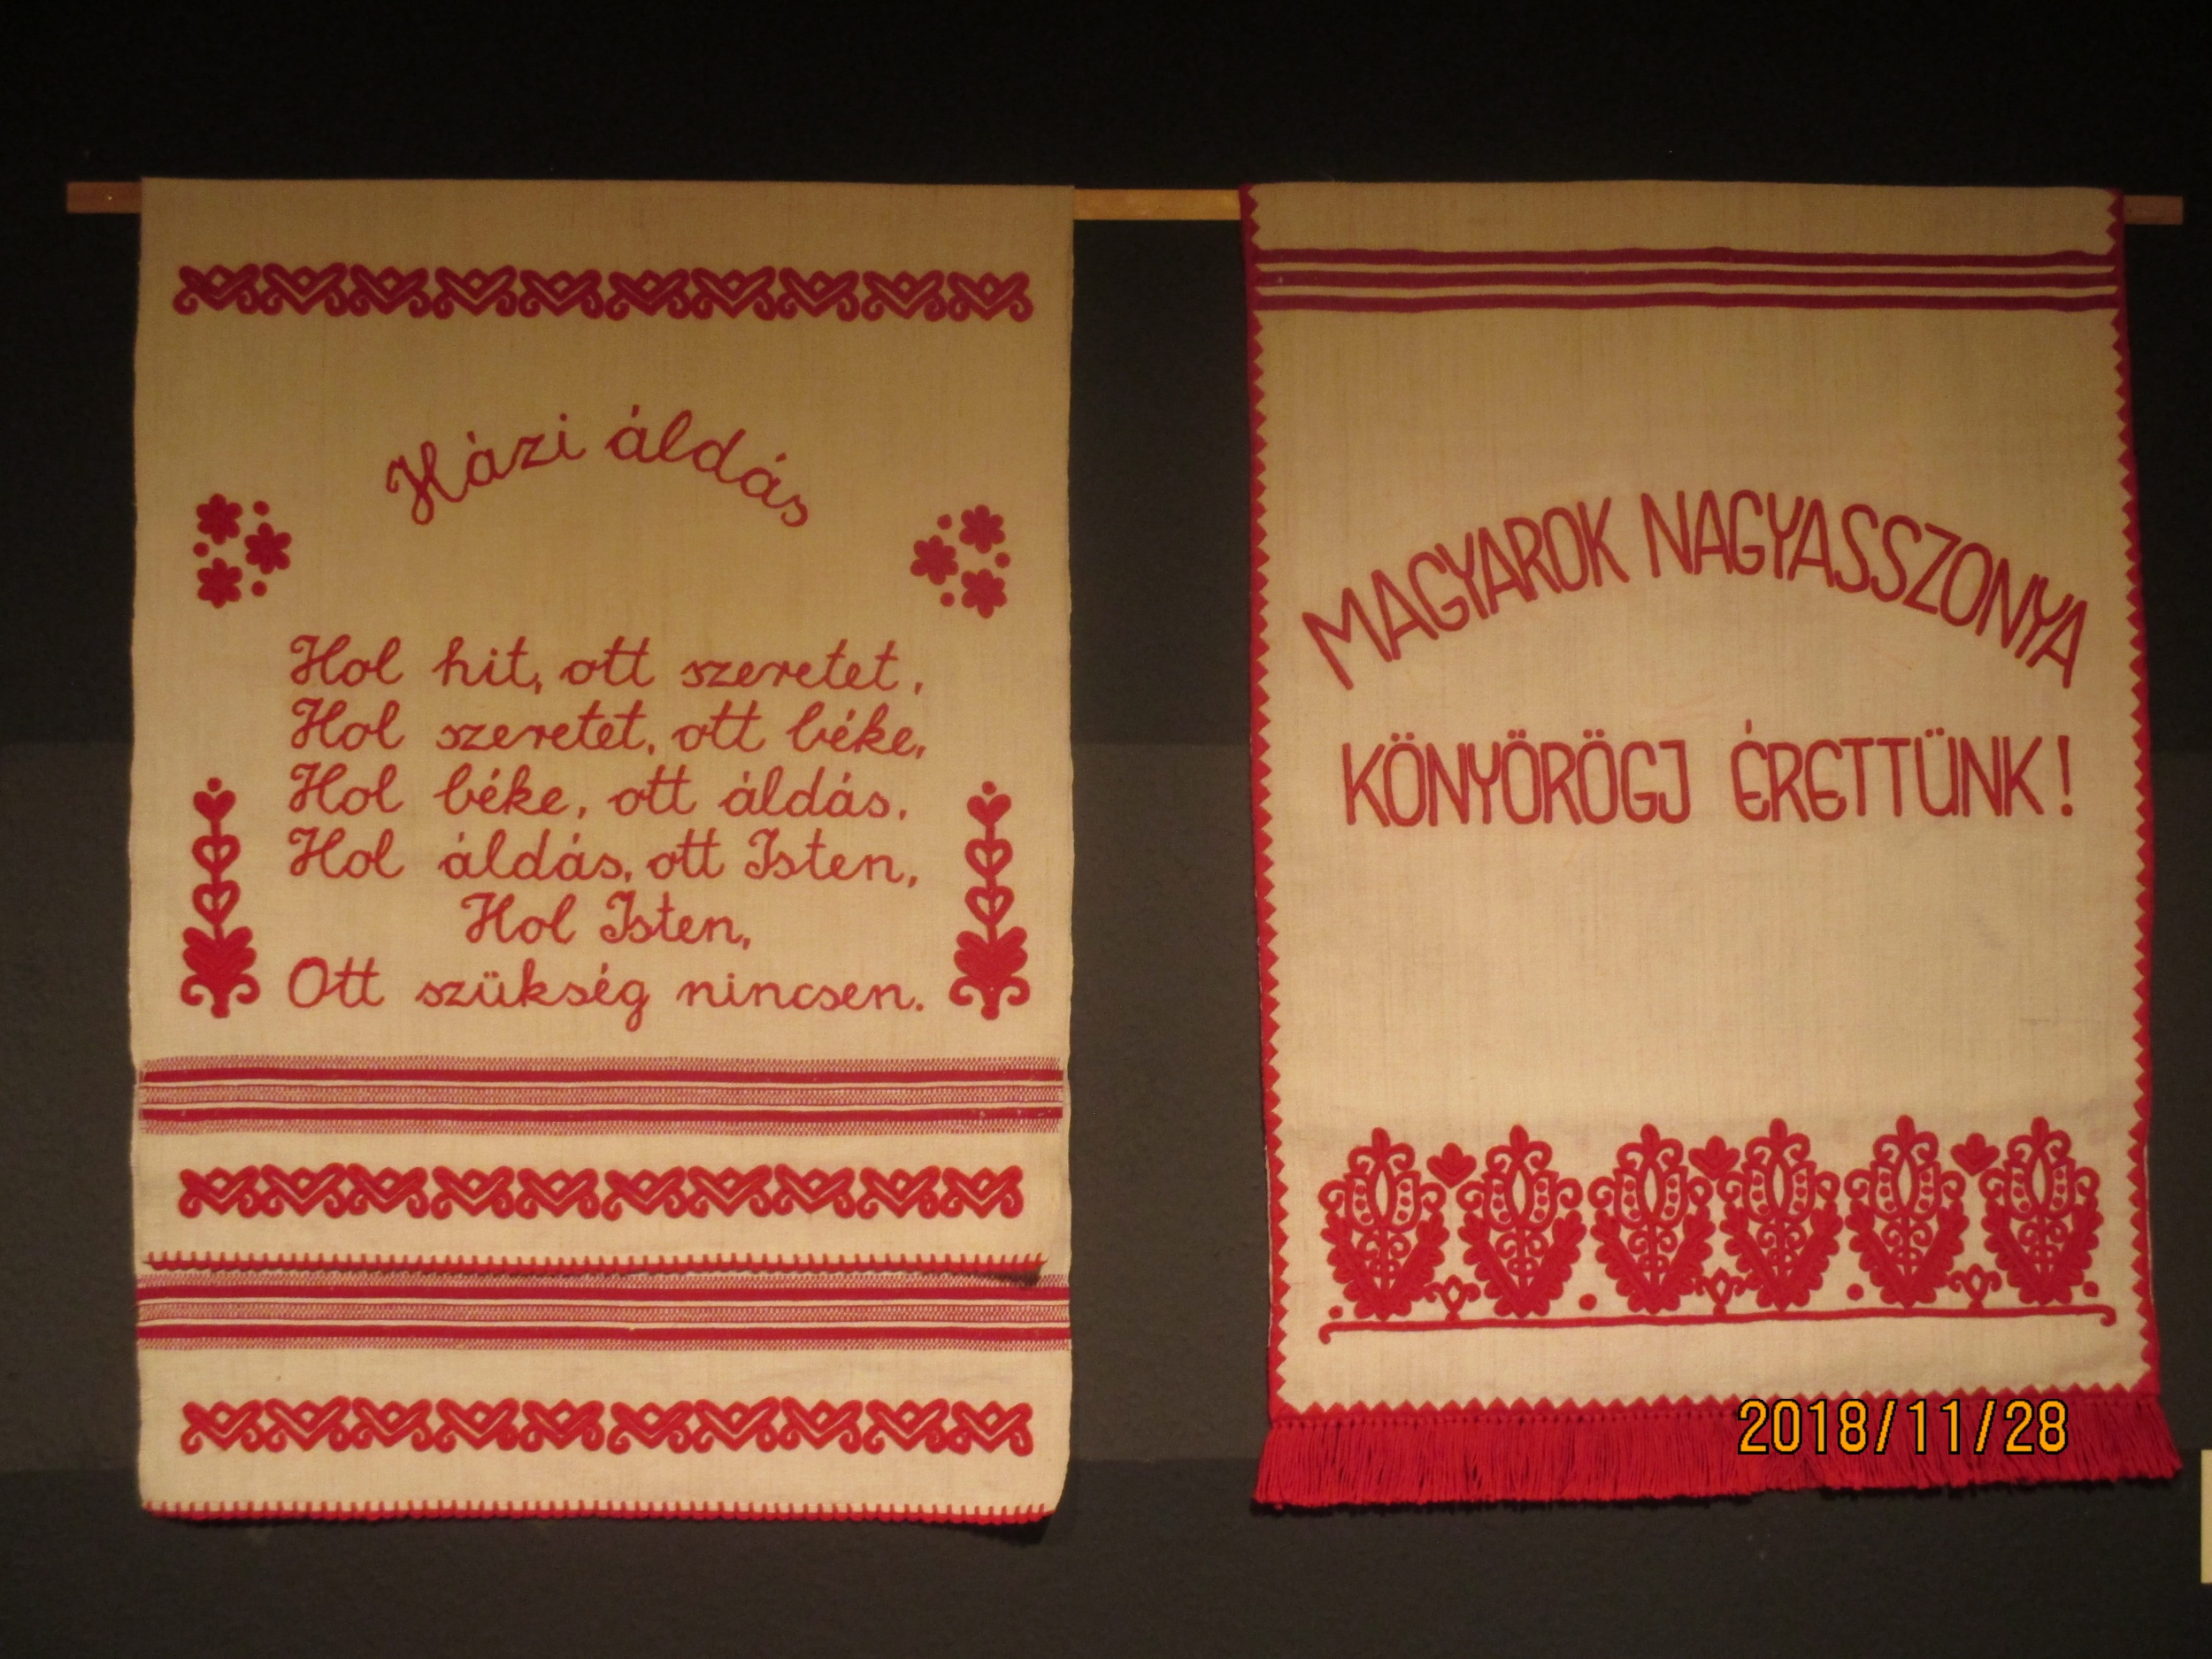 Házi áldás
Hol hit, ott szeretet,
Hol szeretet, ott béke,
Hol béke, ott áldás,
Hol áldás, ott Isten,
Hol Isten,
Ott szükség nincsen.
MAGYAROK NAGYASSZONYA
KÖNYÖRÖGJ ÉRETTÜNK!
2018/11/28